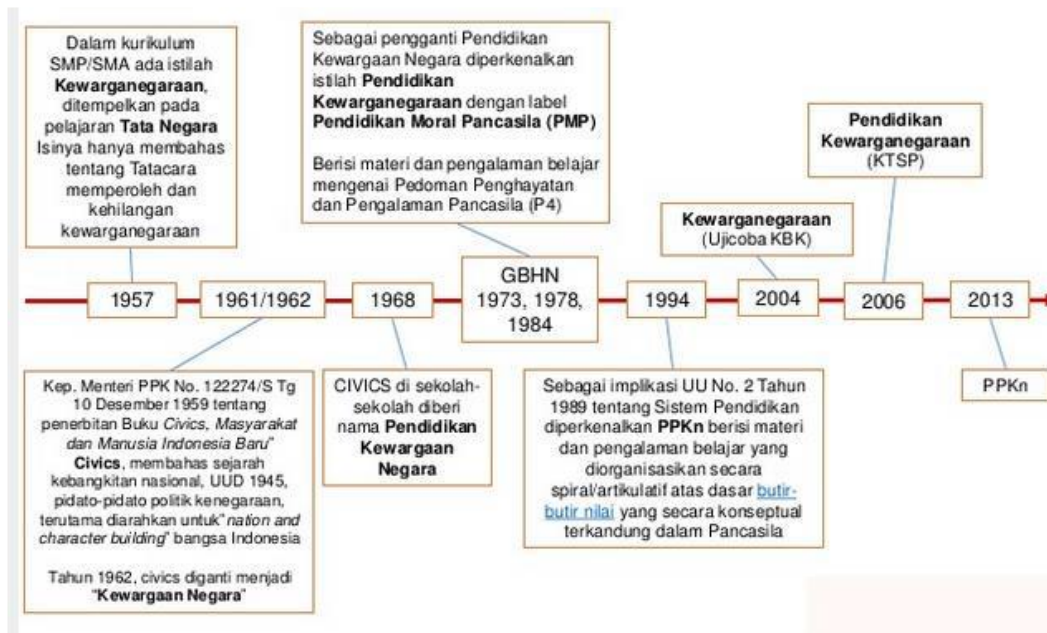 Dalam kurikulum
SMP/SMA ada istilah
Kewarganegaraan,
ditempelkan pada
pelajaran Tata Negara
Isinya hanya membahas
tentang Tatacara
memperoleh dan
kehilangan
kewarganegaraan
Sebagai pengganti Pendidikan
Kewargaan Negara diperkenalkan
istilah Pendidikan
Kewarganegaraan dengan label
Pendidikan Moral Pancasila (PMP)
Berisi materi dan pengalaman belajar
mengenai Pedoman Penghayatan
dan Pengalaman Pancasila (P4)
Kewarganegaraan
(Ujicoba KBK)
Pendidikan
Kewarganegaraan
(KTSP)
1957
1961/1962
1968
GBHN
1973, 1978,
1984
1994
2004
2006
2013
Kep. Menteri PPK No. 122274/S Tg
10 Desember 1959 tentang
penerbitan Buku Civics, Masyarakat
dan Manusia Indonesia Baru"
Civics, membahas sejarah
kebangkitan nasional, UUD 1945,
pidato-pidato politik kenegaraan,
terutama diarahkan untuk "nation and
character building" bangsa Indonesia
Tahun 1962, civics diganti menjadi
"Kewargaan Negara"
CIVICS di sekolah-
sekolah diberi
nama Pendidikan
Kewargaan
Negara
Sebagai implikasi UU No. 2 Tahun
1989 tentang Sistem Pendidikan
diperkenalkan PPKn berisi materi
dan pengalaman belajar yang
diorganisasikan secara
spiral/artikulatif atas dasar butir-
butir nilai yang secara konseptual
terkandung dalam Pancasila
PPKn